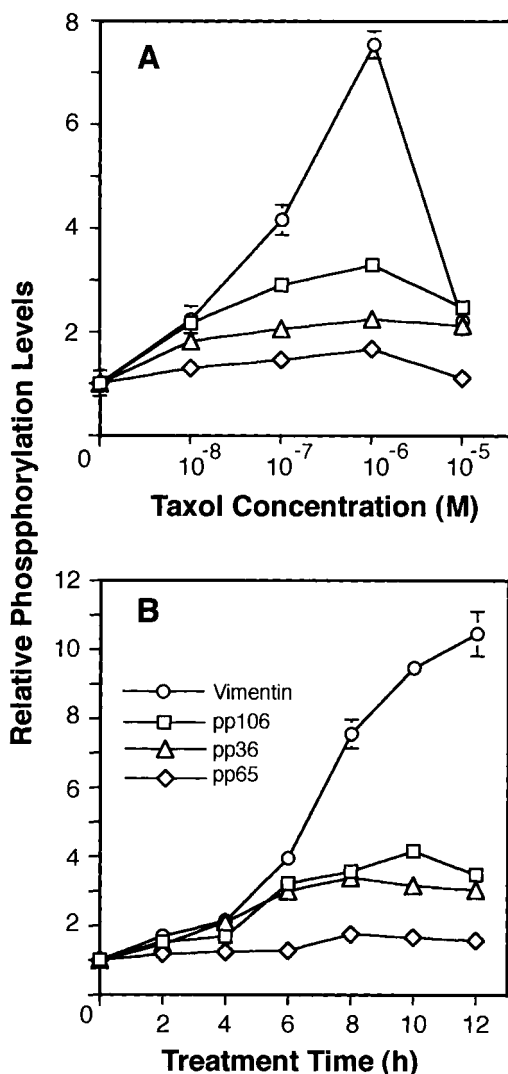 A
8
6
4
2
0
10-8
10-7
10-6
10-5
Taxol Concentration (M)
Relative Phospphorylation Levels
B
12
10
8
6
4
2
0
Vimentin
pp106
pp36
pp65
0 2 4 6 8 10 12
Treatment Time (h)